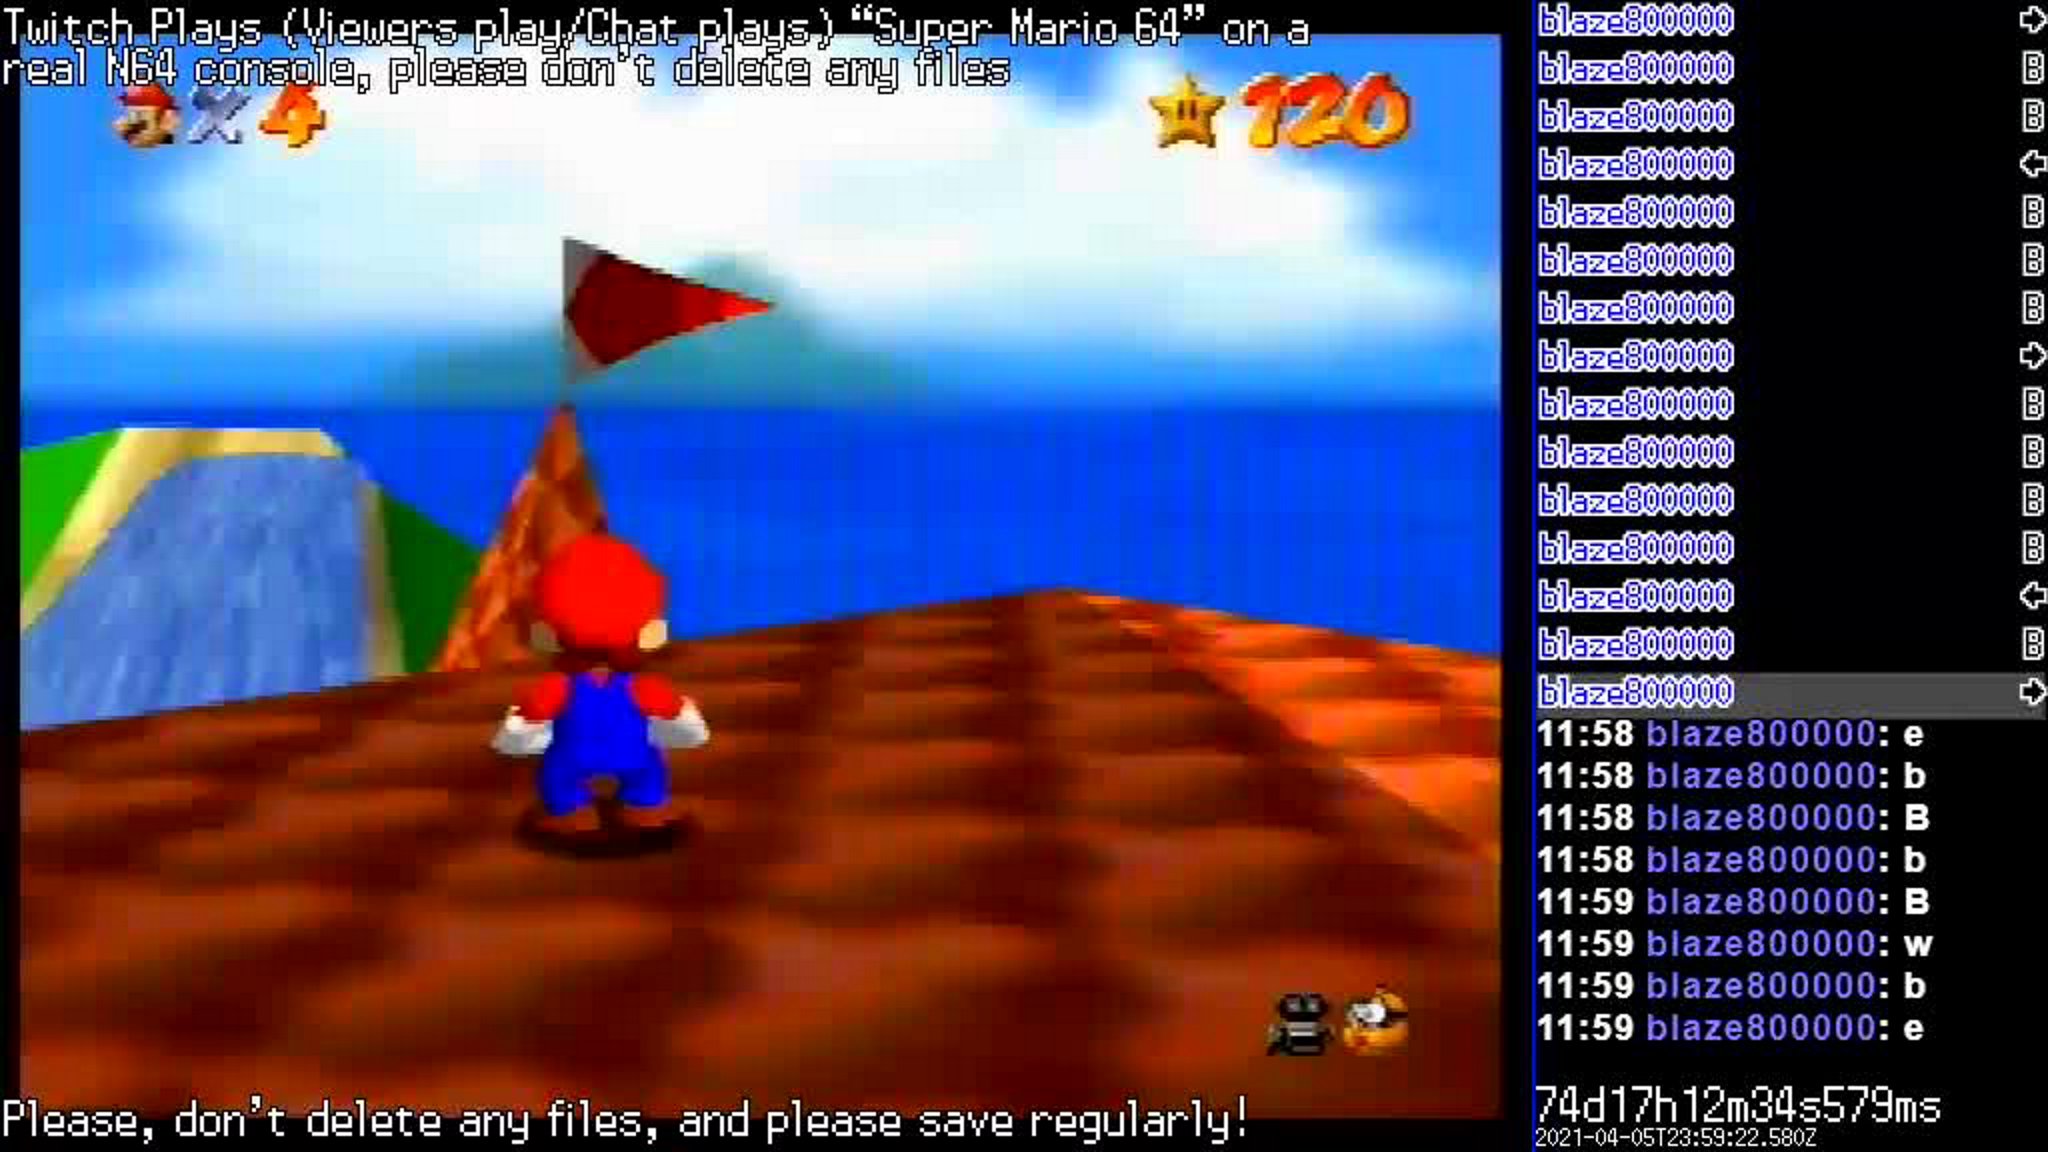 Twitch Plays (Viewers play/Chat plays) “Super Mario 64” on a
real N64 console, please don't delete any files
4
120
Please, don't delete any files, and please save regularly!
blaze800000 →
blaze800000 B
blaze800000 B
blaze800000 ←
blaze800000 B
blaze800000 B
blaze800000 B
blaze800000 →
blaze800000 B
blaze800000 B
blaze800000 B
blaze800000 B
blaze800000 ←
blaze800000 B
blaze800000 →
11:58 blaze800000: e
11:58 blaze800000: b
11:58 blaze800000: B
11:58 blaze800000: b
11:59 blaze800000: B
11:59 blaze800000: w
11:59 blaze800000: b
11:59 blaze800000: e
74d17h12m34s579ms
2021-04-05T23:59:22.580Z